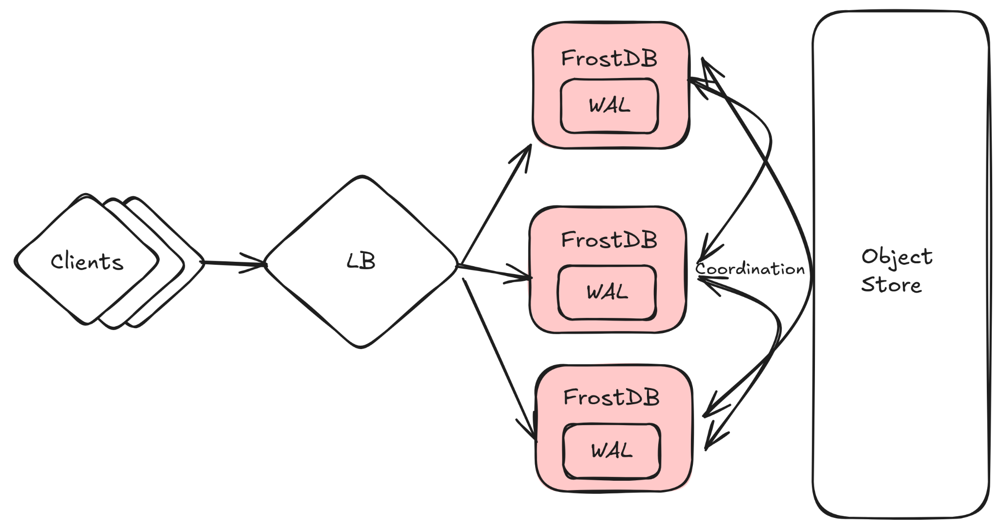 Clients
LB
FrostDB
WAL
FrostDB
WAL
FrostDB
WAL
Coordination
Object
Store